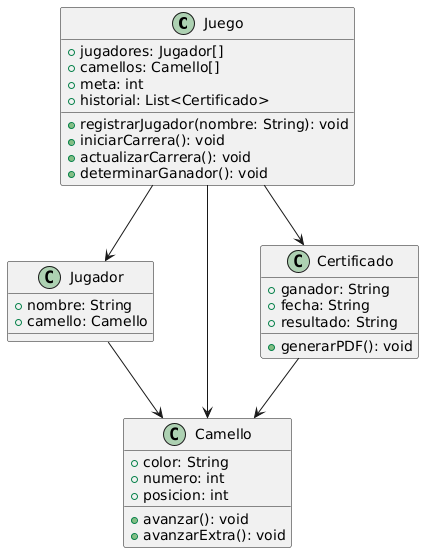 C Juego
+ jugadores: Jugador[]
+ camellos: Camello[]
+ meta: int
+ historial: List<Certificado>
+ registrarJugador(nombre: String): void
+ iniciarCarrera(): void
+ actualizarCarrera(): void
+ determinarGanador(): void
C Jugador
+ nombre: String
+ camello: Camello
C Certificado
+ ganador: String
+ fecha: String
+ resultado: String
+ generarPDF(): void
C Camello
+ color: String
+ numero: int
+ posicion: int
+ avanzar(): void
+ avanzarExtra(): void